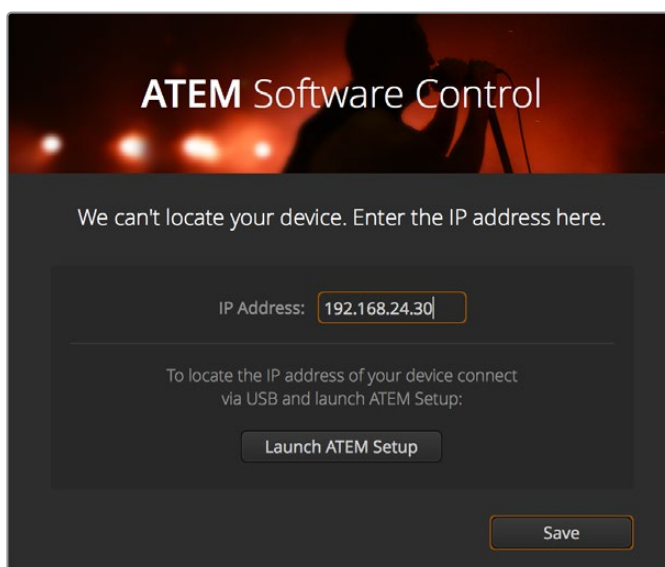 ATEM Software Control
We can't locate your device. Enter the IP address here.
IP Address: 192.168.24.30
To locate the IP address of your device connect
via USB and launch ATEM Setup:
Launch ATEM Setup
Save